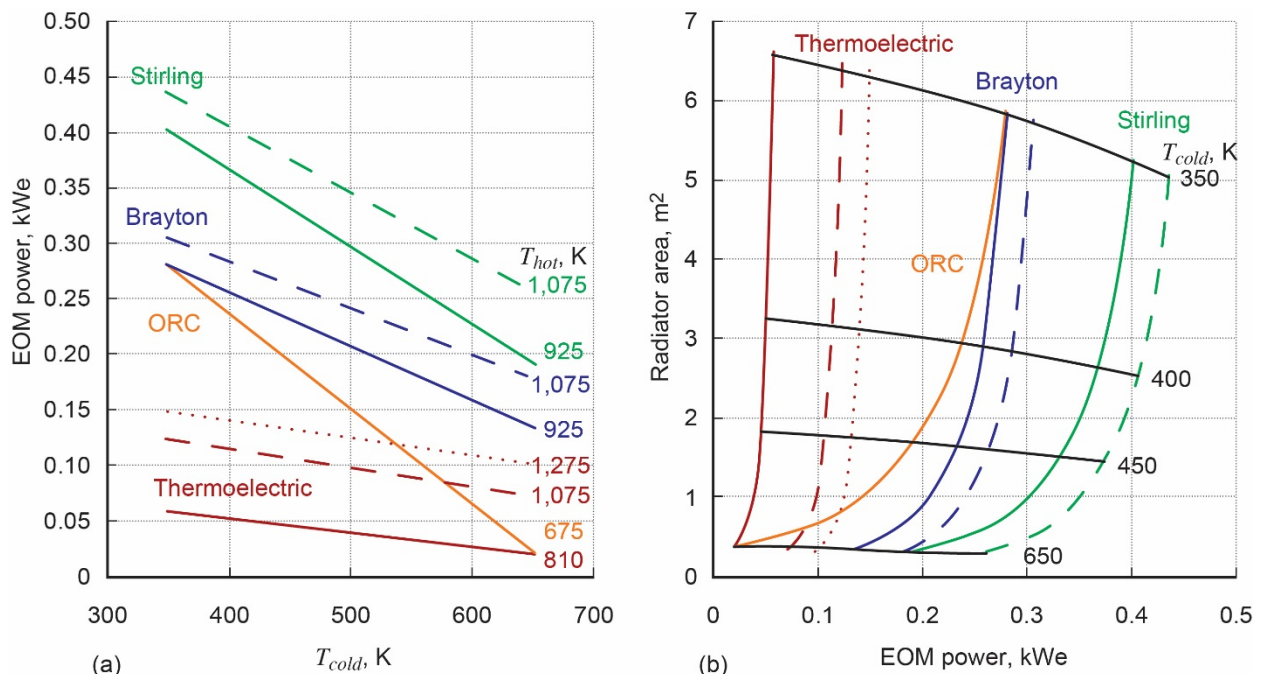 0.50
0.45
0.40
0.35
0.30
0.25
0.20
0.15
0.10
0.05
0
EOM power, kWe
Stirling
Brayton
ORC
Thermoelectric
T_hot, K
1,075
925
1,075
925
1,275
1,075
675
810
300
400
500
600
700
(a)
T_cold, K
7
6
5
4
3
2
1
0
Radiator area, m²
Thermoelectric
Brayton
Stirling
T_cold, K
350
ORC
400
450
650
0
0.1
0.2
0.3
0.4
0.5
(b)
EOM power, kWe